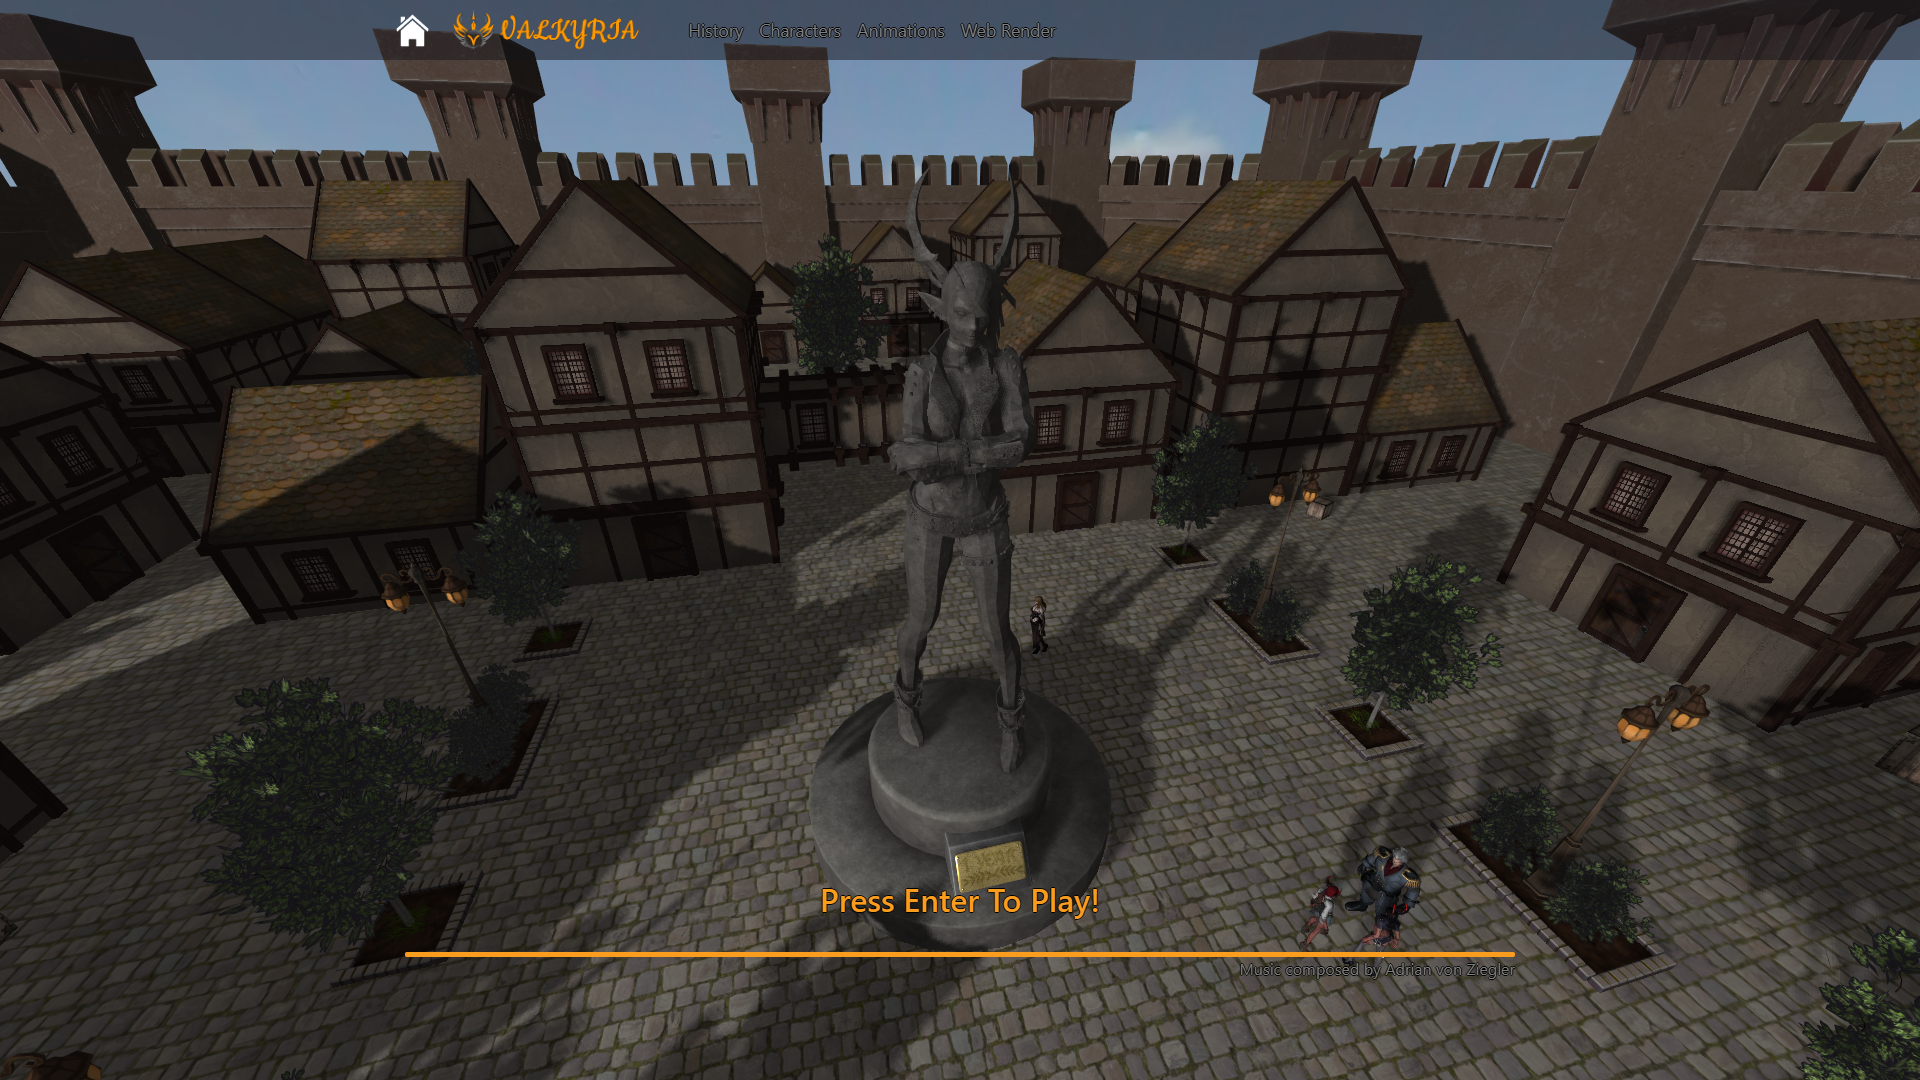 VALKYRIA
History Characters Animations Web Render
Press Enter To Play!
Music composed by Adrian von Ziegler